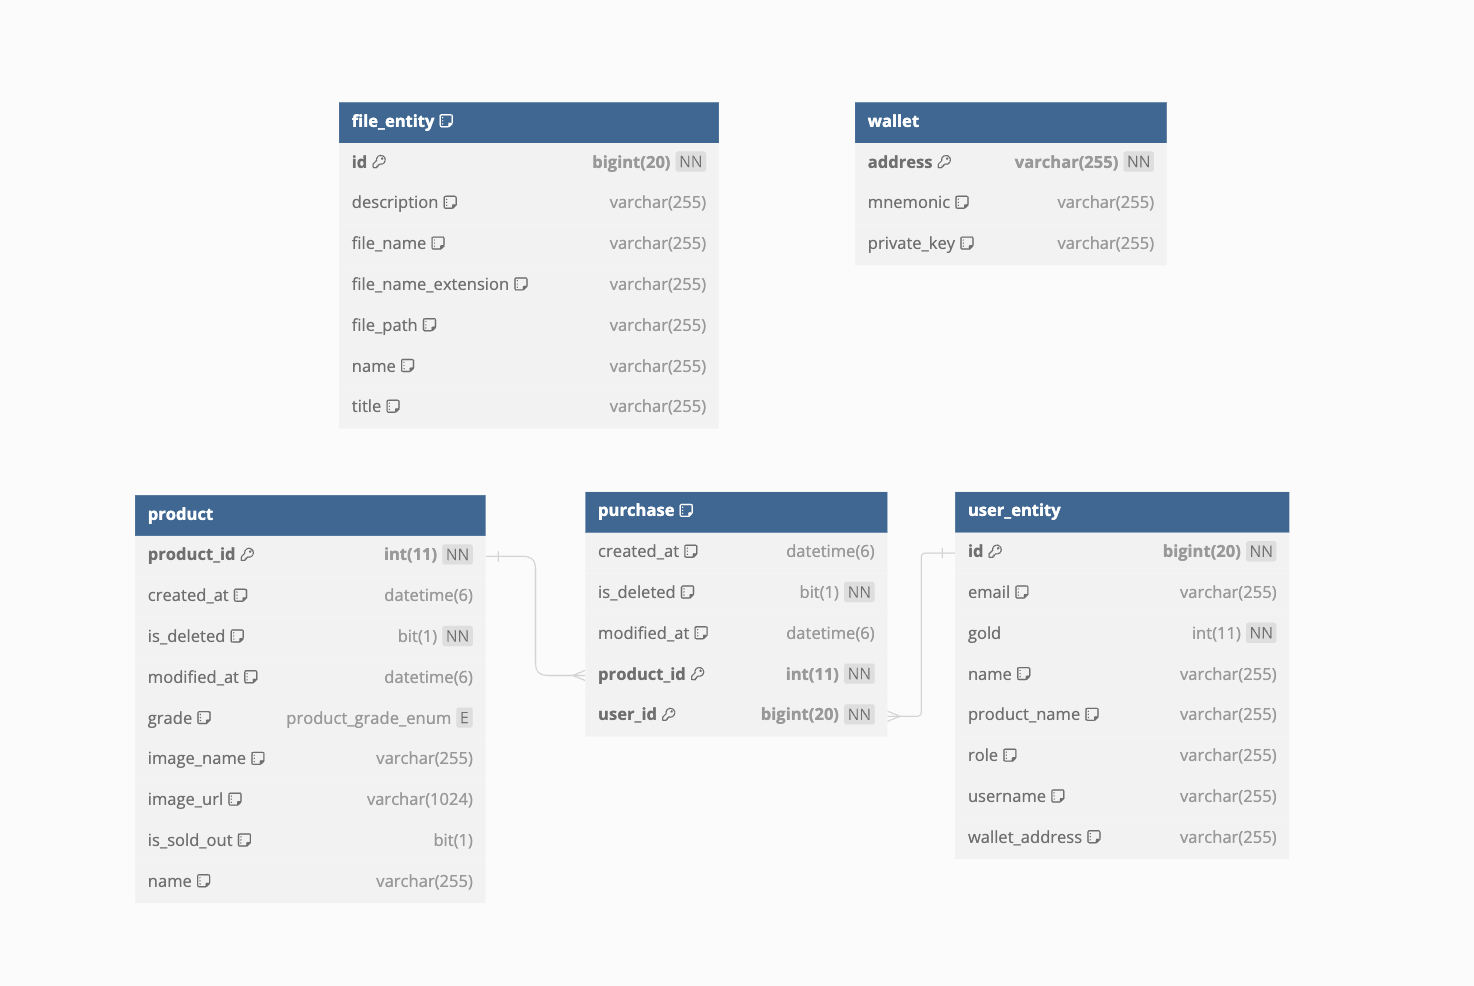 file_entity
id bigint(20) NN
description varchar(255)
file_name varchar(255)
file_name_extension varchar(255)
file_path varchar(255)
name varchar(255)
title varchar(255)
wallet
address varchar(255) NN
mnemonic varchar(255)
private_key varchar(255)
product
product_id int(11) NN
created_at datetime(6)
is_deleted bit(1) NN
modified_at datetime(6)
grade product_grade_enum E
image_name varchar(255)
image_url varchar(1024)
is_sold_out bit(1)
name varchar(255)
purchase
created_at datetime(6)
is_deleted bit(1) NN
modified_at datetime(6)
product_id int(11) NN
user_id bigint(20) NN
user_entity
id bigint(20) NN
email varchar(255)
gold int(11) NN
name varchar(255)
product_name varchar(255)
role varchar(255)
username varchar(255)
wallet_address varchar(255)